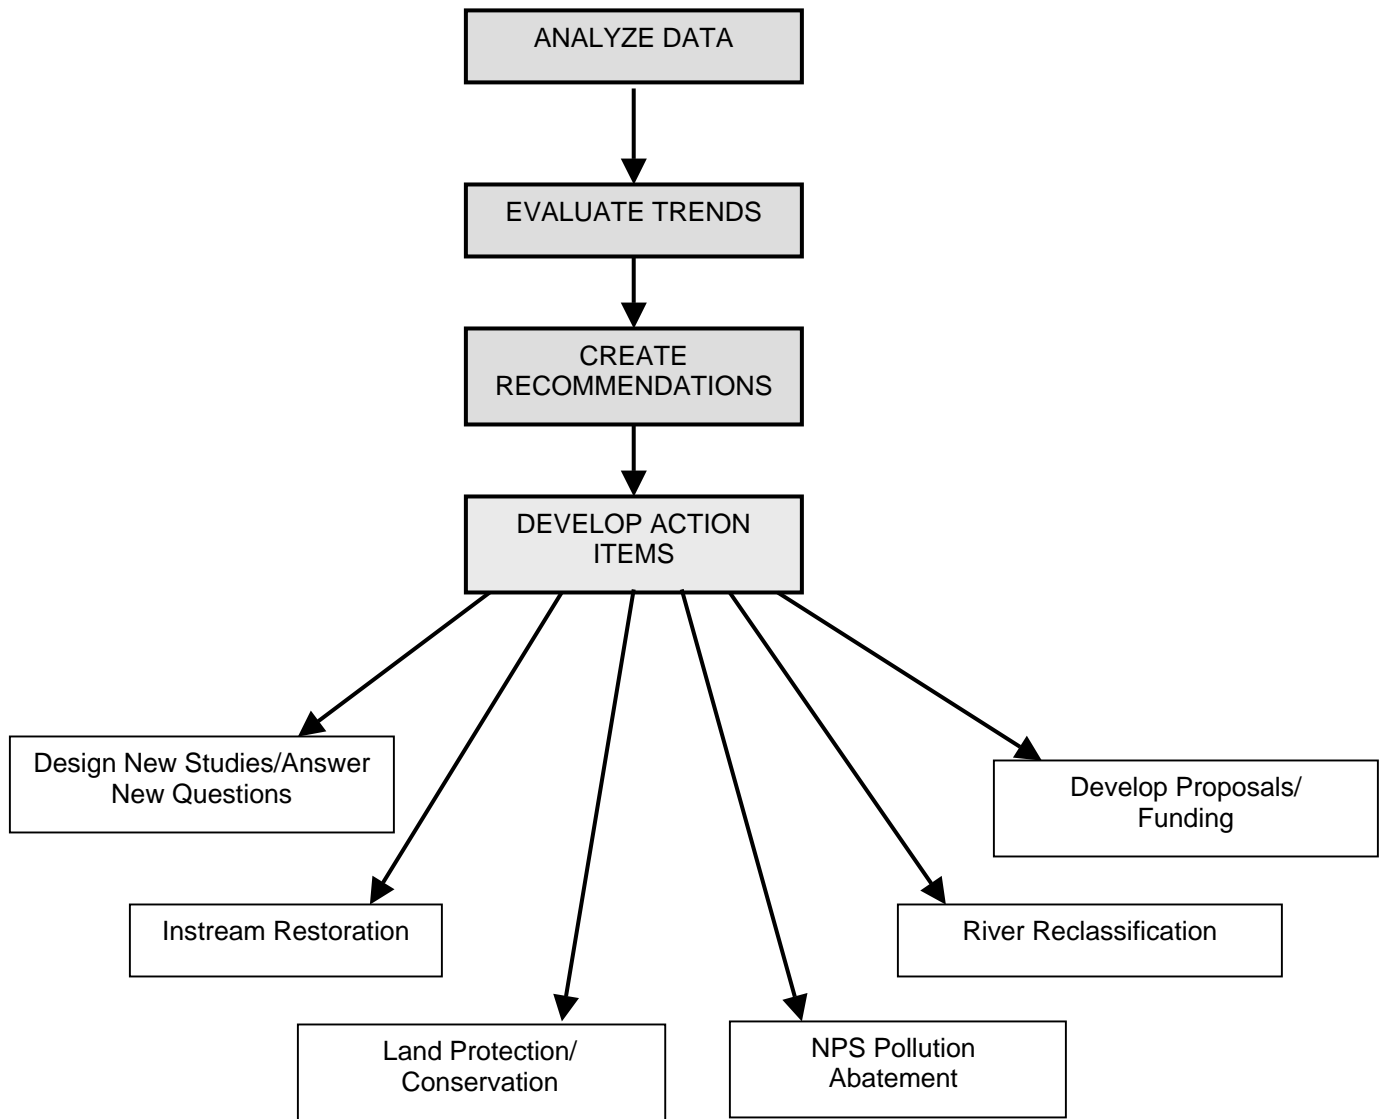 ANALYZE DATA
EVALUATE TRENDS
CREATE
RECOMMENDATIONS
DEVELOP ACTION
ITEMS
Design New Studies/Answer
New Questions
Develop Proposals/
Funding
Instream Restoration
River Reclassification
Land Protection/
Conservation
NPS Pollution
Abatement